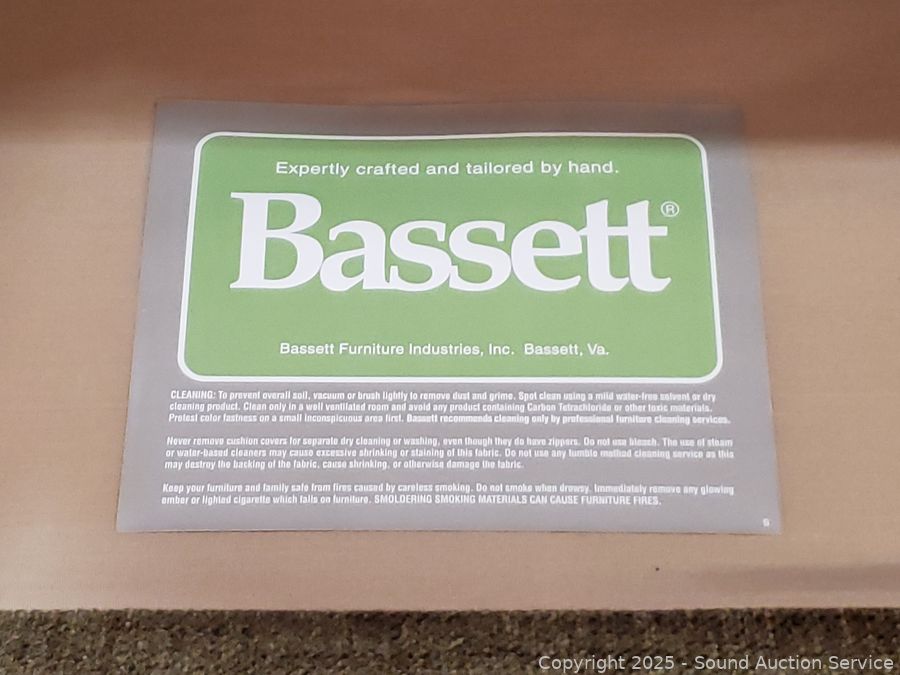 Expertly crafted and tailored by hand.
Bassett®
Bassett Furniture Industries, Inc. Bassett, Va.
CLEANING: To prevent overall soil, vacuum or brush lightly to remove dust and grime. Spot clean using a mild water-free solvent or dry
cleaning product. Clean only in a well ventilated room and avoid any product containing Carbon Tetrachloride or other toxic materials.
Pretest color fastness on a small inconspicuous area first. Bassett recommends cleaning only by professional furniture cleaning services.
Never remove cushion covers for separate dry cleaning or washing, even though they do have zippers. Do not use bleach. The use of steam
or water-based cleaners may cause excessive shrinking or staining of this fabric. Do not use any tumble method cleaning service as this
may destroy the backing of the fabric, cause shrinking, or otherwise damage the fabric.
Keep your furniture and family safe from fires caused by careless smoking. Do not smoke when drowsy. Immediately remove any glowing
ember or lighted cigarette which falls on furniture. SMOLDERING SMOKING MATERIALS CAN CAUSE FURNITURE FIRES.
Copyright 2025 - Sound Auction Service